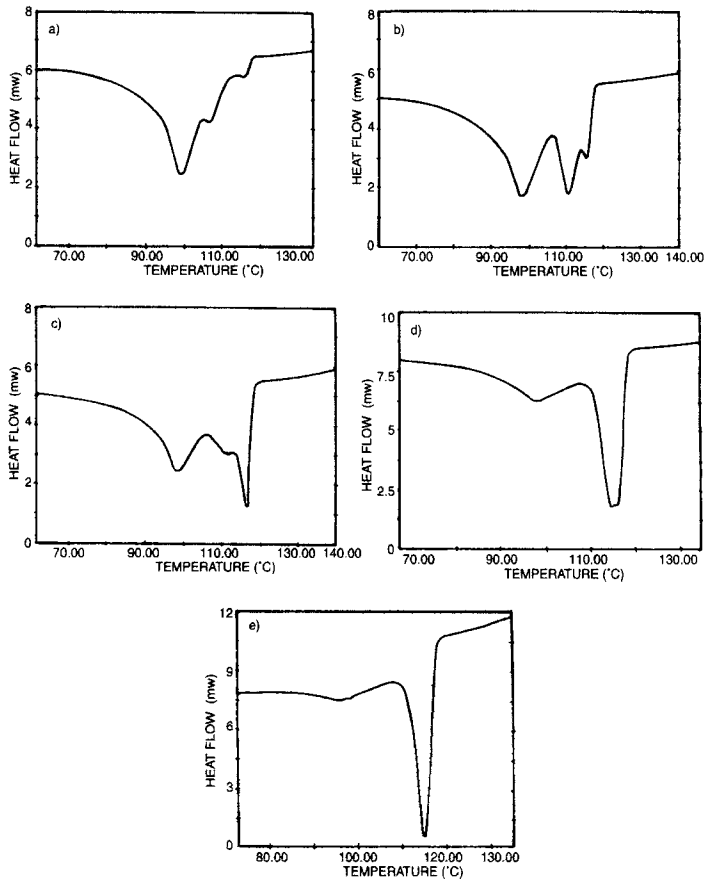 a)
8
6
4
2
0
HEAT FLOW (mw)
70.00 90.00 110.00 130.00
TEMPERATURE (°C)
b)
8
6
4
2
0
HEAT FLOW (mw)
70.00 90.00 110.00 130.00 140.00
TEMPERATURE (°C)
c)
8
6
4
2
0
HEAT FLOW (mw)
70.00 90.00 110.00 130.00 140.00
TEMPERATURE (°C)
d)
10
7.5
5
2.5
0
HEAT FLOW (mw)
70.00 90.00 110.00 130.00
TEMPERATURE (°C)
e)
12
9
6
3
0
HEAT FLOW (mw)
80.00 100.00 120.00 130.00
TEMPERATURE (°C)